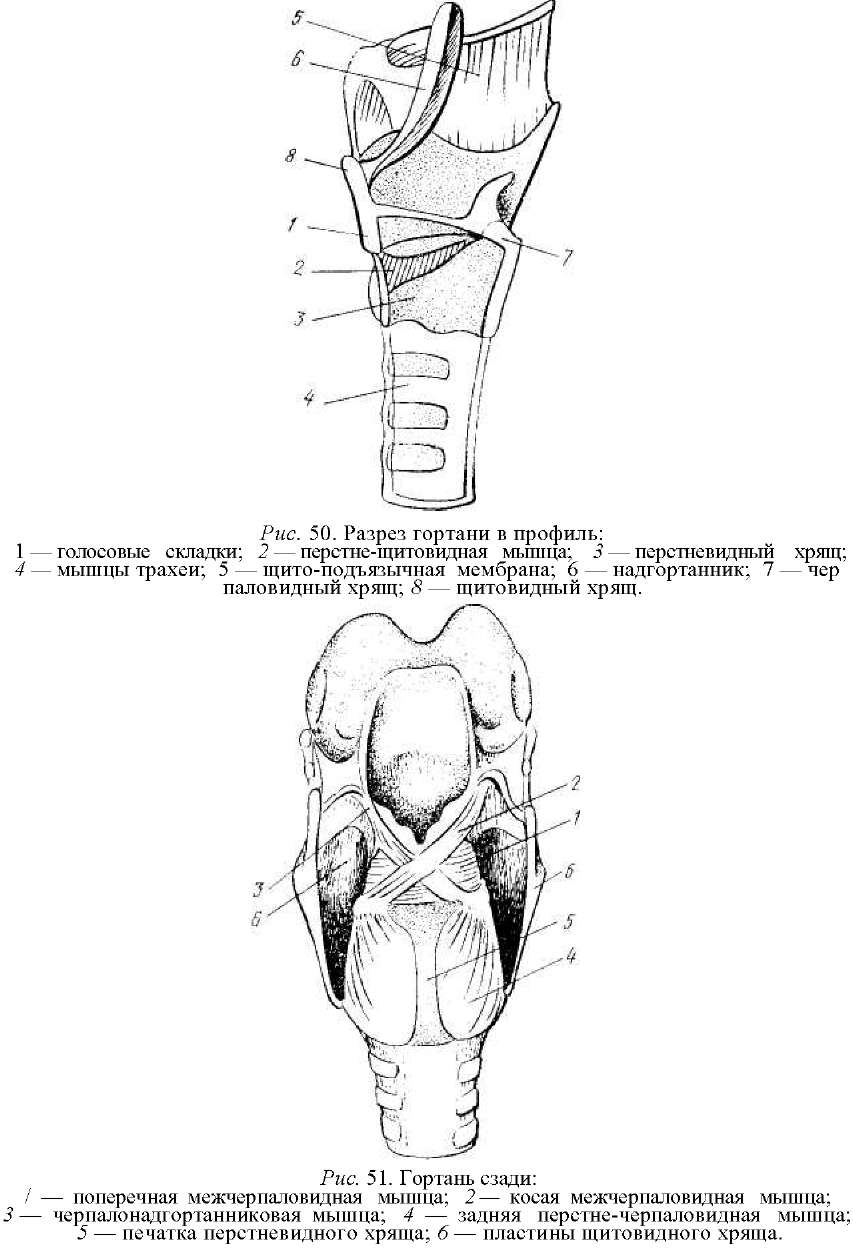 5
6
8
1
7
2
3
4
Рис. 50. Разрез гортани в профиль:
1 — голосовые складки; 2 — перстне-щитовидная мышца; 3 — перстневидный хрящ;
4 — мышцы трахеи; 5 — щито-подъязычная мембрана; 6 — надгортанник; 7 — чер
паловидный хрящ; 8 — щитовидный хрящ.
2
1
3
6
6
5
4
Рис. 51. Гортань сзади:
/ — поперечная межчерпаловидная мышца; 2 — косая межчерпаловидная мышца;
3 — черпалонадгортанниковая мышца; 4 — задняя перстне-черпаловидная мышца;
5 — печатка перстневидного хряща; 6 — пластины щитовидного хряща.